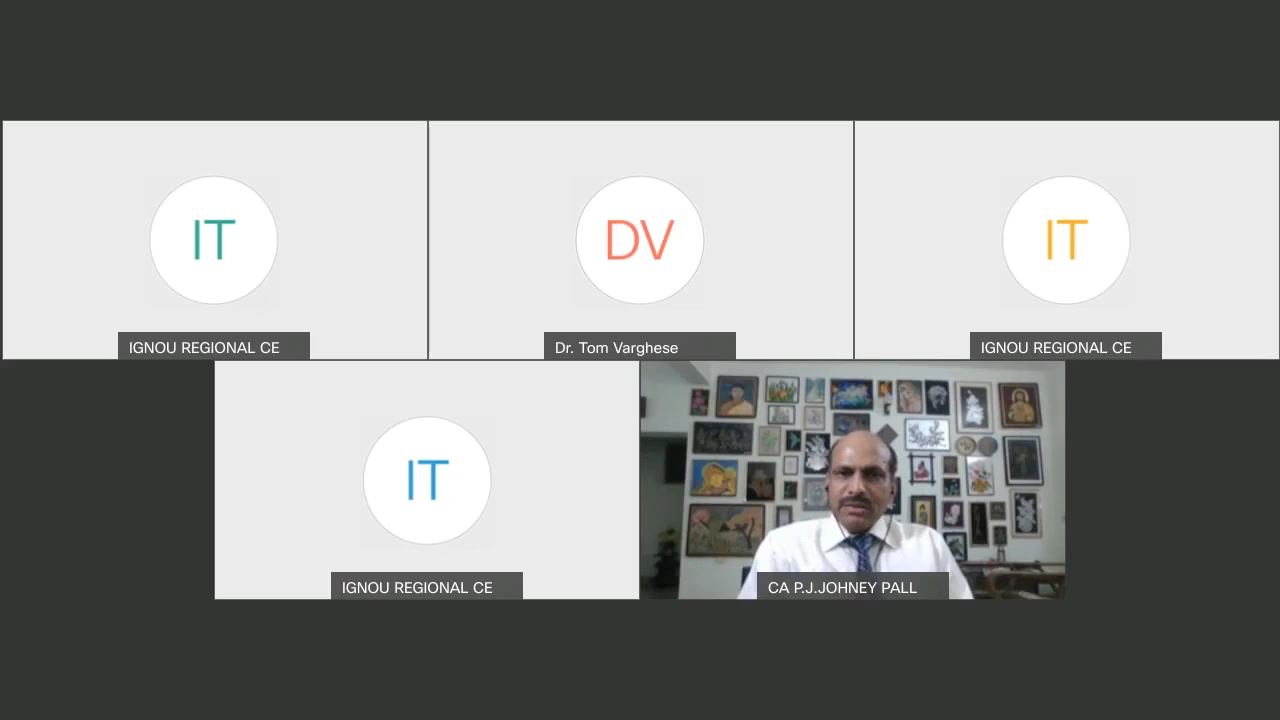 IT
IGNOU REGIONAL CE
DV
Dr. Tom Varghese
IT
IGNOU REGIONAL CE
IT
IGNOU REGIONAL CE
CA P.J.JOHNEY PALL